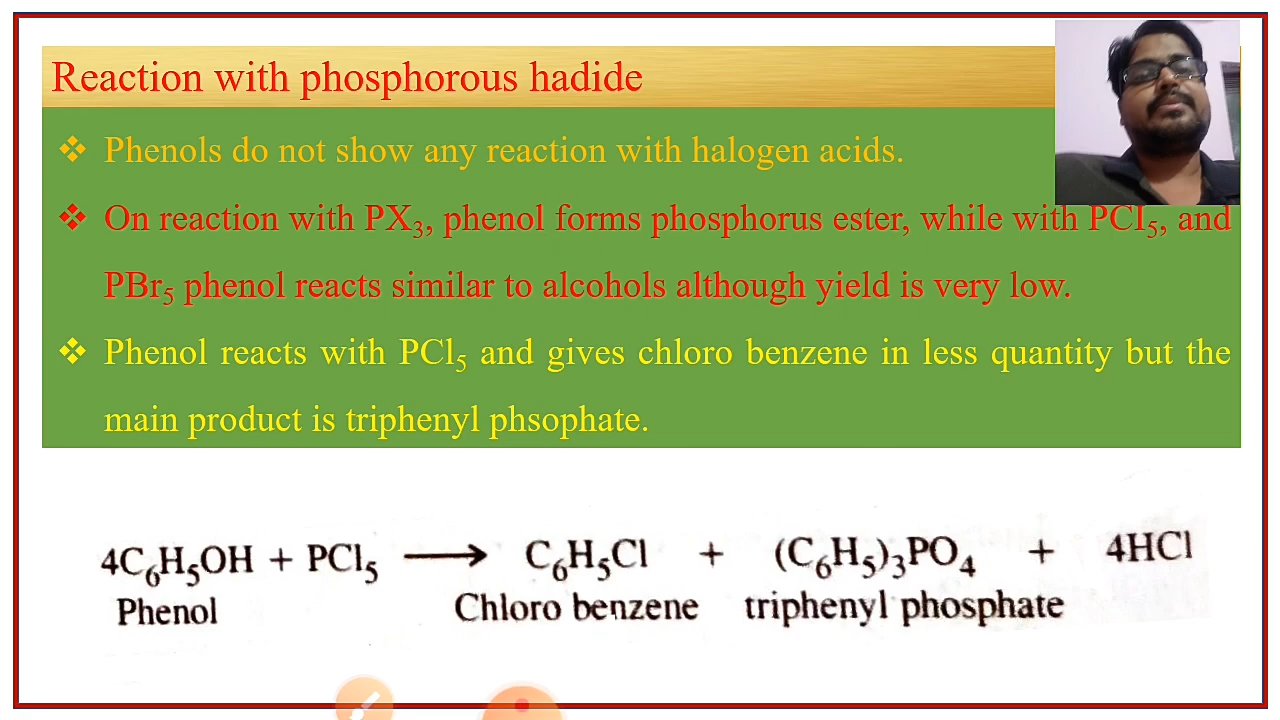 Reaction with phosphorous hadide
❖ Phenols do not show any reaction with halogen acids.
❖ On reaction with PX₃, phenol forms phosphorus ester, while with PCI₅, and
PBr₅ phenol reacts similar to alcohols although yield is very low.
❖ Phenol reacts with PCl₅ and gives chloro benzene in less quantity but the
main product is triphenyl phsophate.
4C₆H₅OH + PCl₅ ⟶ C₆H₅Cl + (C₆H₅)₃PO₄ + 4HCl
Phenol Chloro benzene triphenyl phosphate